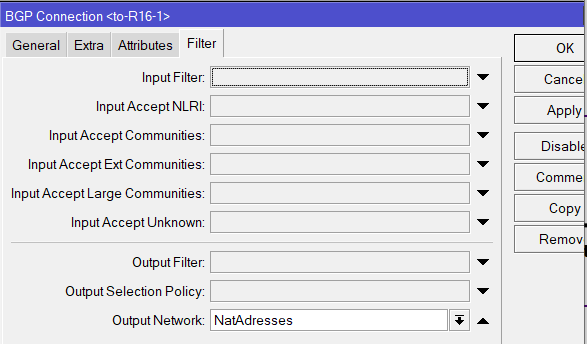 BGP Connection <to-R16-1>
General Extra Attributes Filter
OK
Input Filter:
Cance
Input Accept NLRI:
Apply
Input Accept Communities:
Disable
Input Accept Ext Communities:
Comme
Input Accept Large Communities:
Copy
Input Accept Unknown:
Remov
Output Filter:
Output Selection Policy:
Output Network: NatAdresses